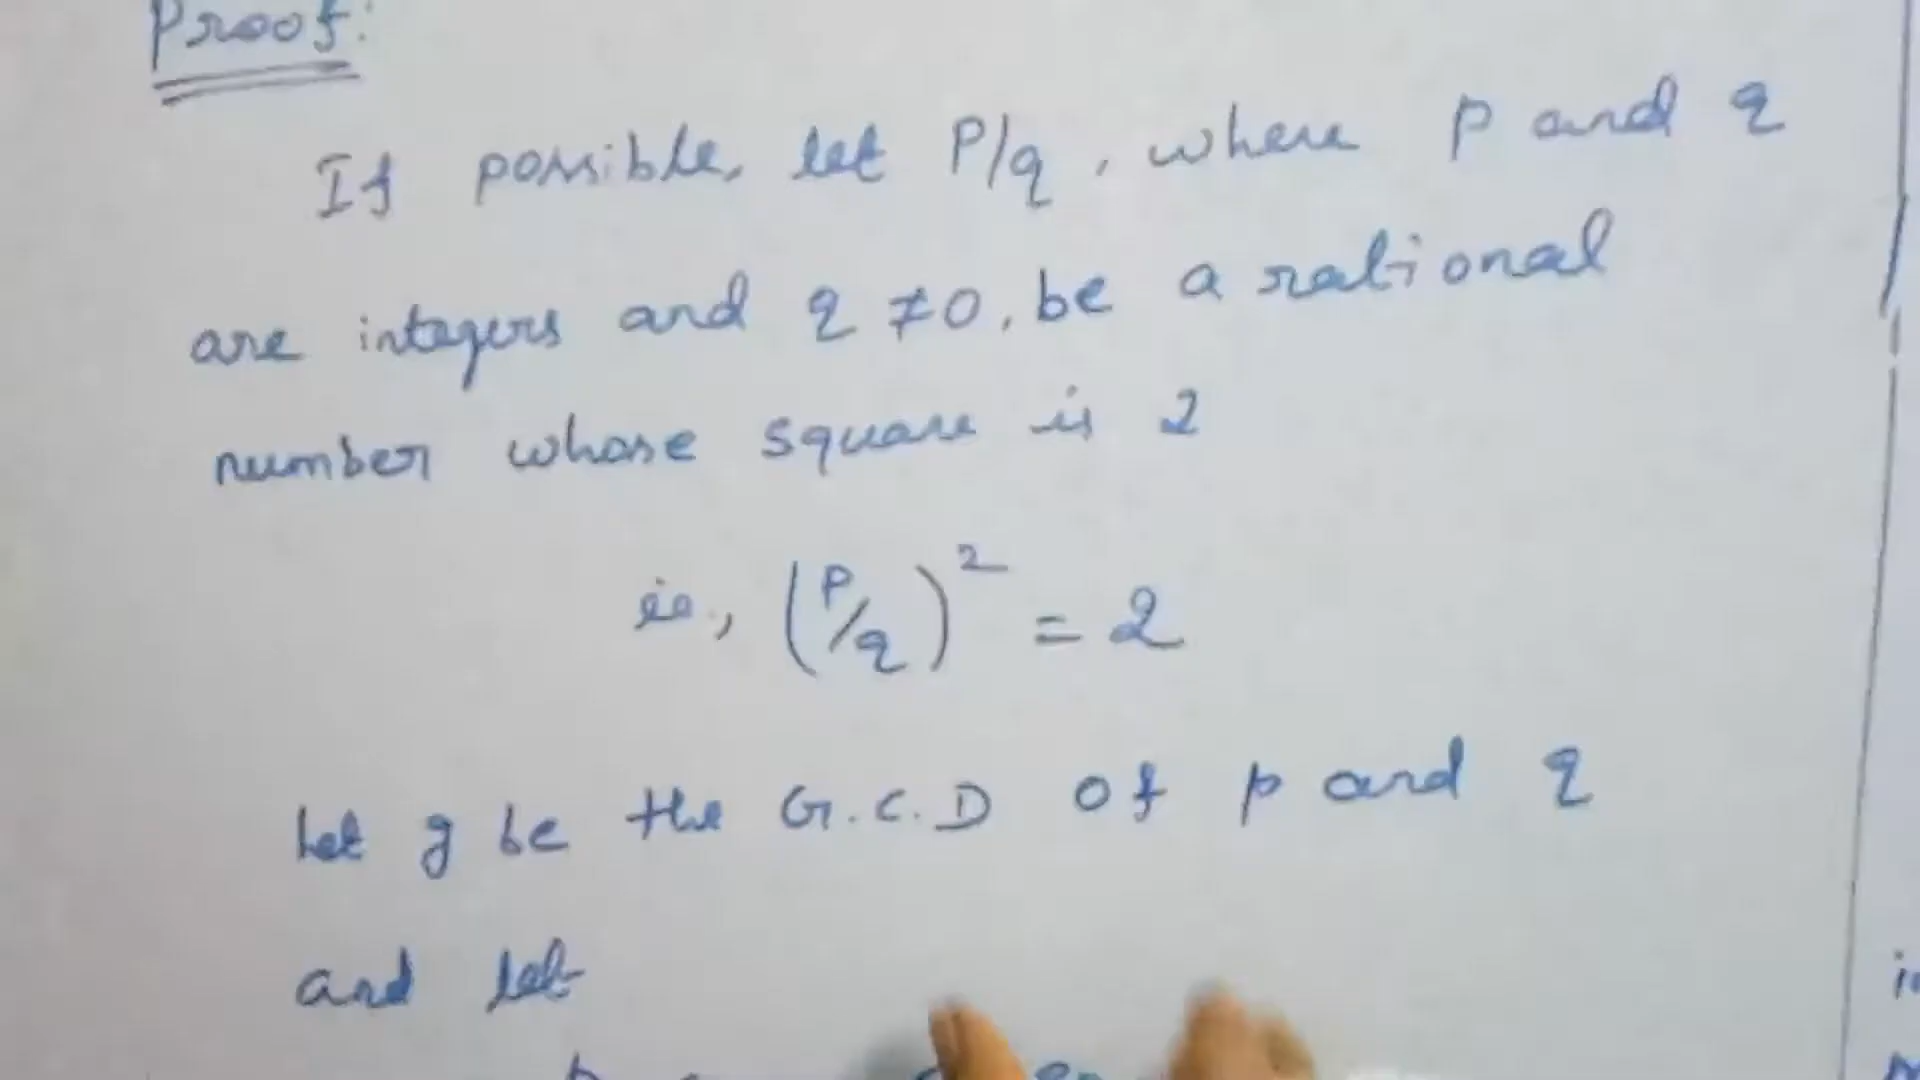 Proof:
If possible, let P/q, where p and q
are integers and q ≠ 0, be a rational
number whose square is 2
ie., (P/q)² = 2
Let g be the G.C.D of p and q
and let